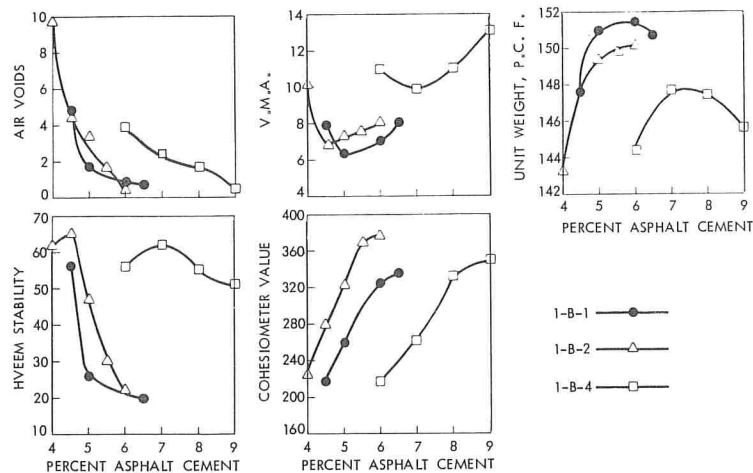 AIR VOIDS
10
8
6
4
2
0
V.M.A.
14
12
10
8
6
4
UNIT WEIGHT, P.C.F.
152
150
148
146
144
142
4 5 6 7 8 9
PERCENT ASPHALT CEMENT
HVEEM STABILITY
70
60
50
40
30
20
10
4 5 6 7 8 9
PERCENT ASPHALT CEMENT
COHESIOMETER VALUE
400
360
320
280
240
200
160
4 5 6 7 8 9
PERCENT ASPHALT CEMENT
1-B-1
1-B-2
1-B-4